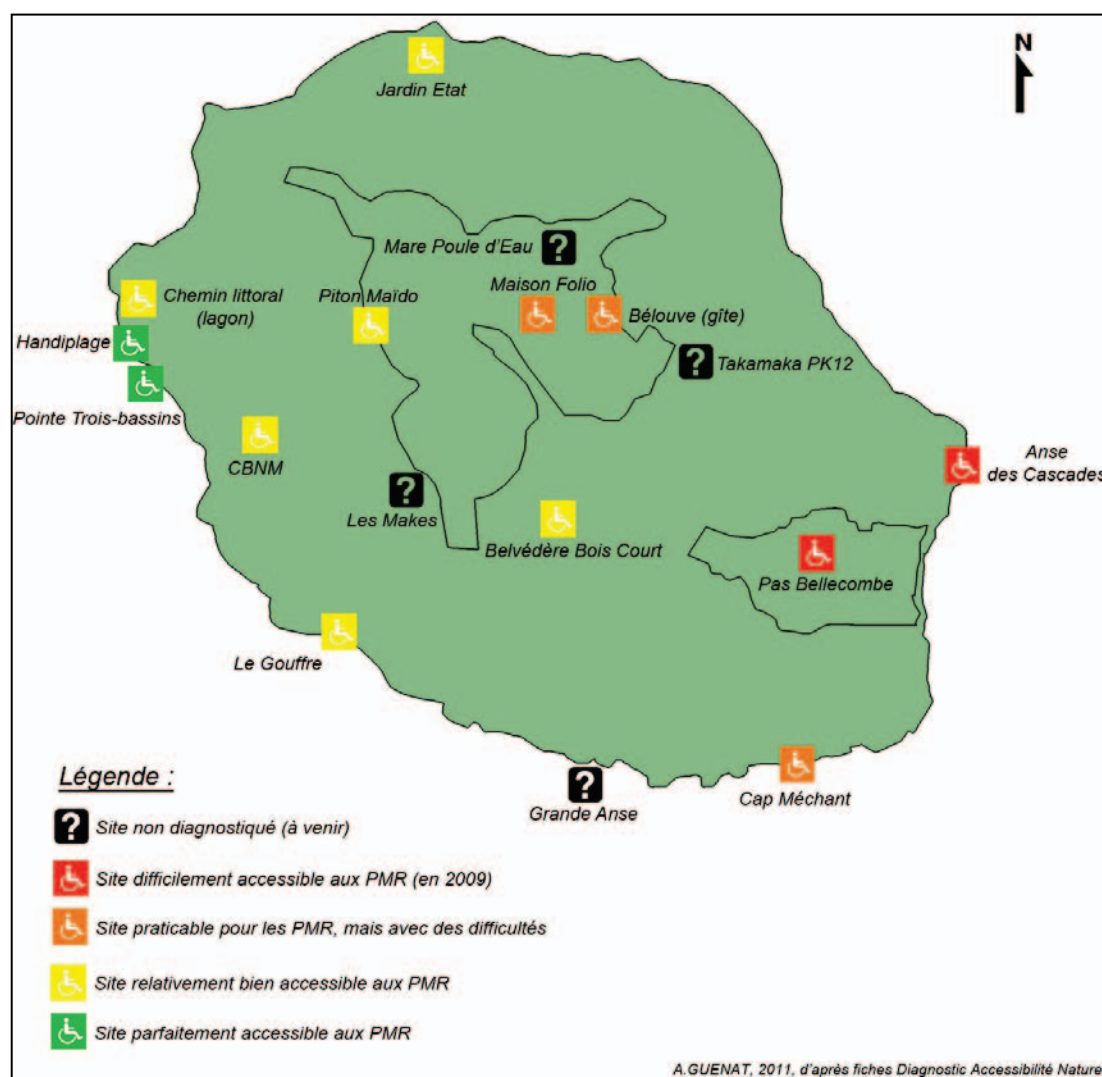 N
Jardin Etat
Mare Poule d'Eau
?
Maison Folio
Chemin littoral
(lagon)
Piton Maïdo
Bélouve (gîte)
Handiplage
?
Takamaka PK12
Pointe Trois-bassins
CBNM
Anse
des Cascades
?
Les Makes
Belvédère Bois Court
Pas Bellecombe
Le Gouffre
Cap Méchant
?
Grande Anse
Légende :
? Site non diagnostiqué (à venir)
Site difficilement accessible aux PMR (en 2009)
Site praticable pour les PMR, mais avec des difficultés
Site relativement bien accessible aux PMR
Site parfaitement accessible aux PMR
A.GUENAT, 2011, d'après fiches Diagnostic Accessibilité Nature